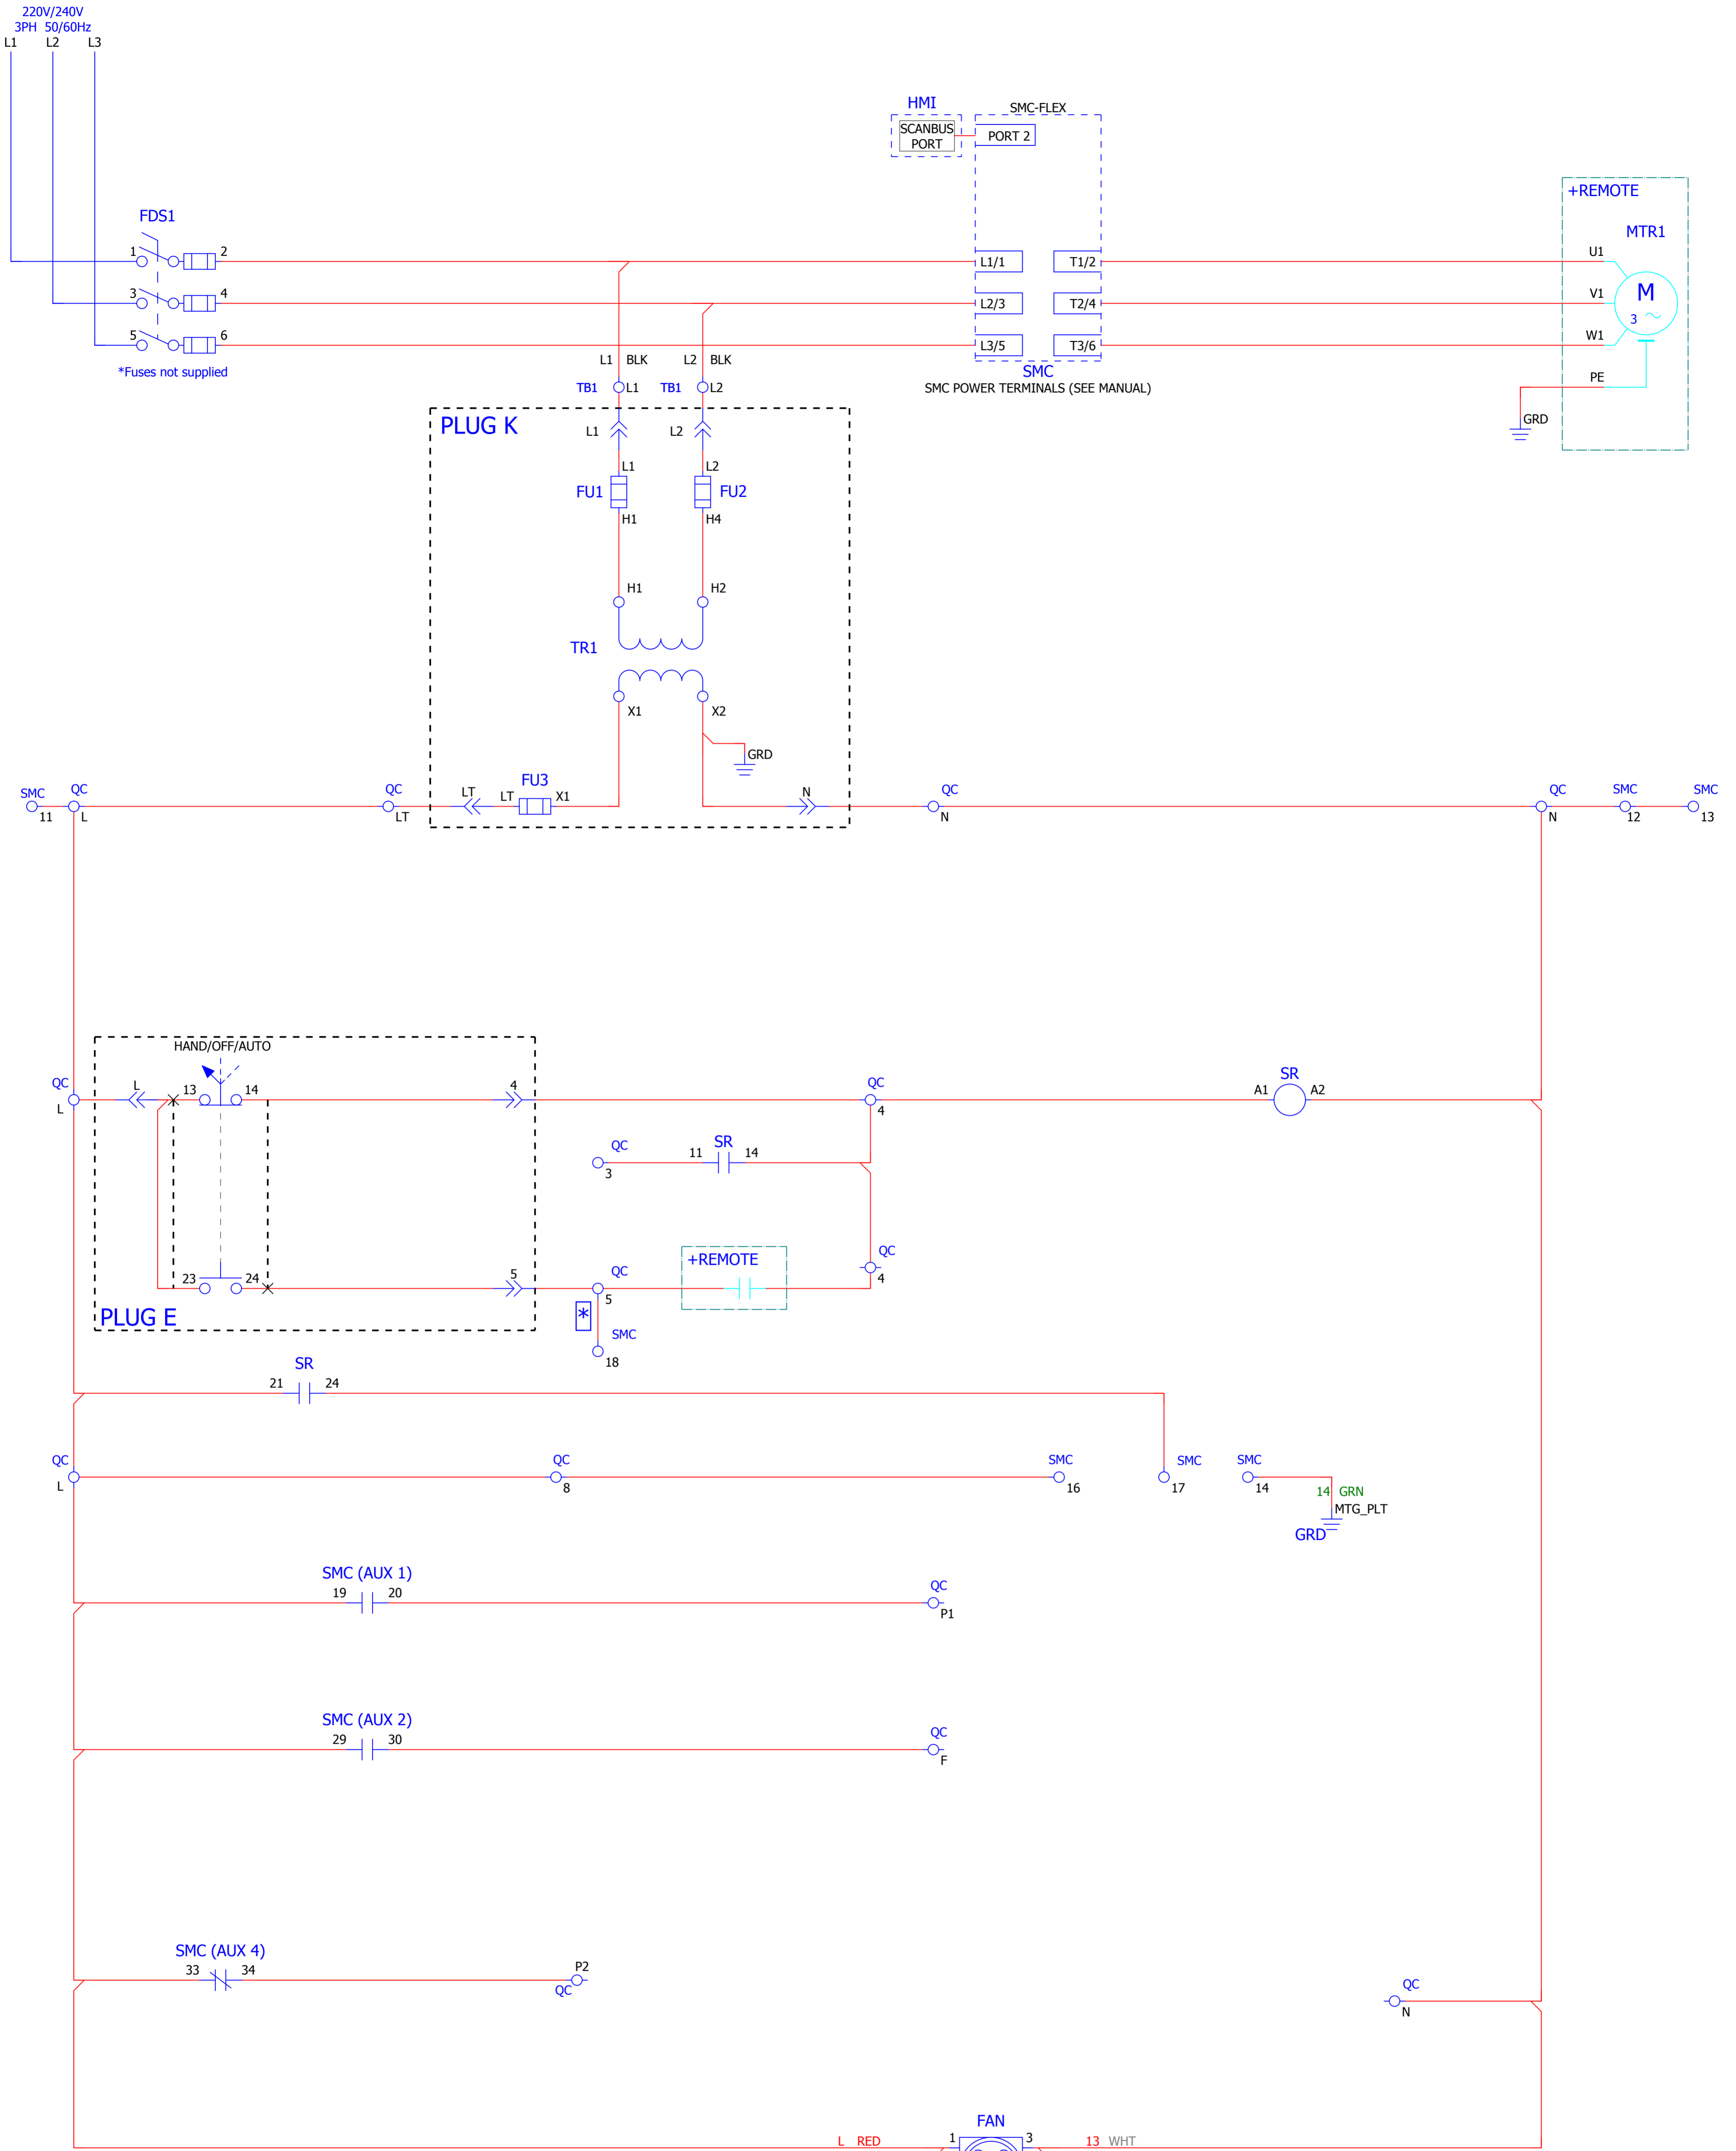 220V/240V
3PH 50/60Hz
L1 L2 L3
HMI
SMC-FLEX
SCANBUS
PORT
PORT 2
+REMOTE
MTR1
FDS1
1 2
L1/1 T1/2
U1
3 4
L2/3 T2/4
V1
M
3
5 6
L3/5 T3/6
W1
*Fuses not supplied
L1 BLK L2 BLK
SMC
SMC POWER TERMINALS (SEE MANUAL)
PE
GRD
TB1 L1 TB1 L2
PLUG K
L1 L2
L1 L2
FU1 FU2
H1 H4
H1 H2
TR1
X1 X2
GRD
SMC QC QC
LT LT FU3 X1
N
QC QC SMC SMC
11 L LT N N 12 13
HAND/OFF/AUTO
QC L 13 14 4 QC SR
L 4 A1 A2
QC SR
3 11 14
+REMOTE
QC
4
23 24 5 QC
5
PLUG E
*
SMC
18
SR
21 24
QC QC SMC SMC SMC
L 8 16 17 14
14 GRN
MTG_PLT
GRD
SMC (AUX 1)
19 20 QC
P1
SMC (AUX 2)
29 30 QC
F
SMC (AUX 4)
33 34 P2
QC
QC
N
FAN
L RED 1 3 13 WHT